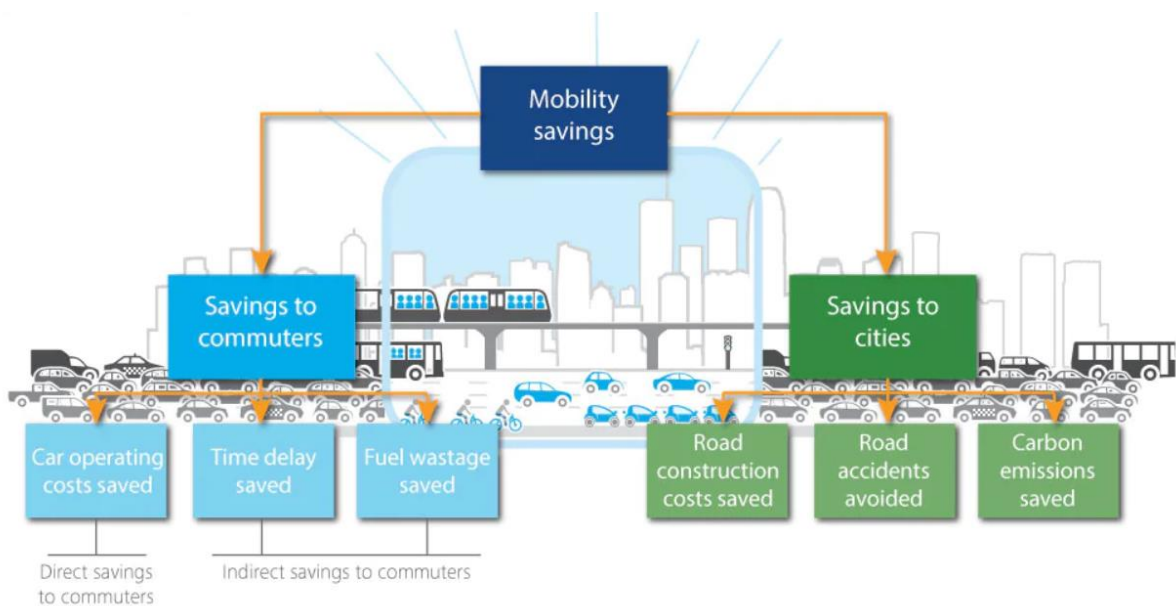 Mobility
savings
Savings to
commuters
Savings to
cities
Car operating
costs saved
Time delay
saved
Fuel wastage
saved
Road
construction
costs saved
Road
accidents
avoided
Carbon
emissions
saved
Direct savings
to commuters
Indirect savings to commuters